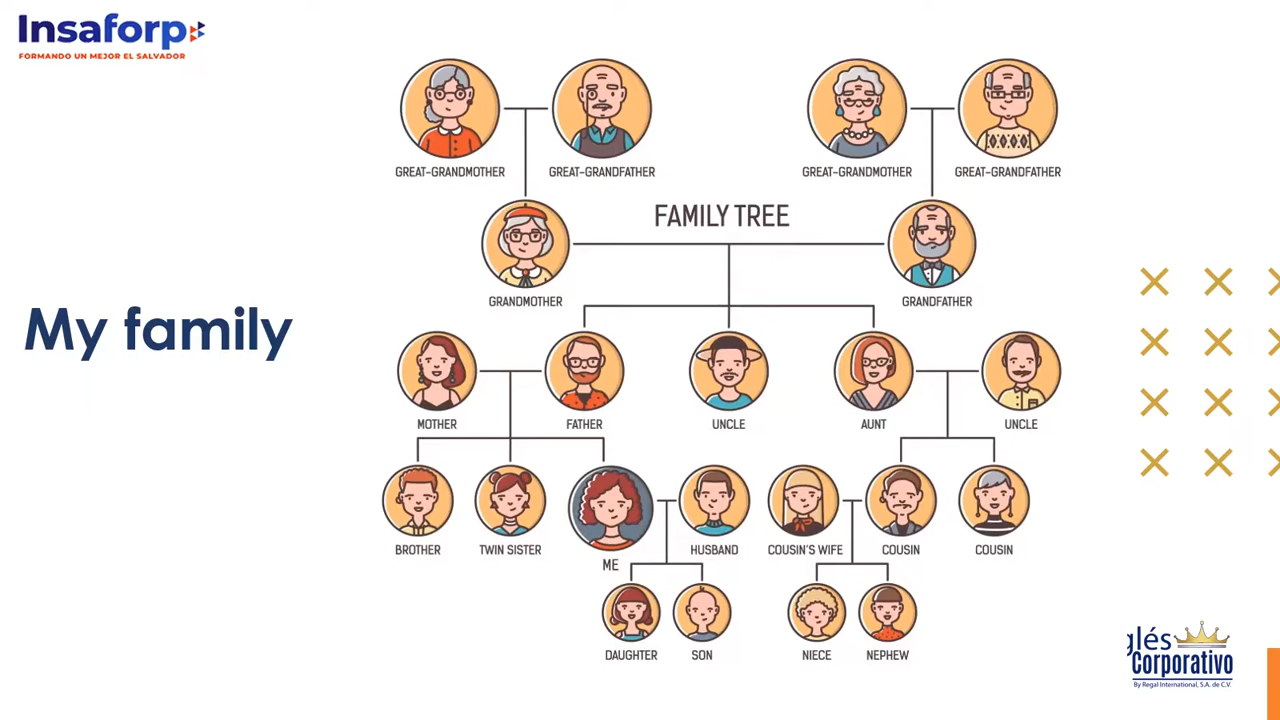 Insaforp
FORMANDO UN MEJOR EL SALVADOR
GREAT-GRANDMOTHER GREAT-GRANDFATHER GREAT-GRANDMOTHER GREAT-GRANDFATHER
FAMILY TREE
GRANDMOTHER GRANDFATHER
My family
MOTHER FATHER UNCLE AUNT UNCLE
BROTHER TWIN SISTER ME HUSBAND COUSIN'S WIFE COUSIN COUSIN
DAUGHTER SON NIECE NEPHEW
glés
Corporativo
By Regal International, S.A. de C.V.